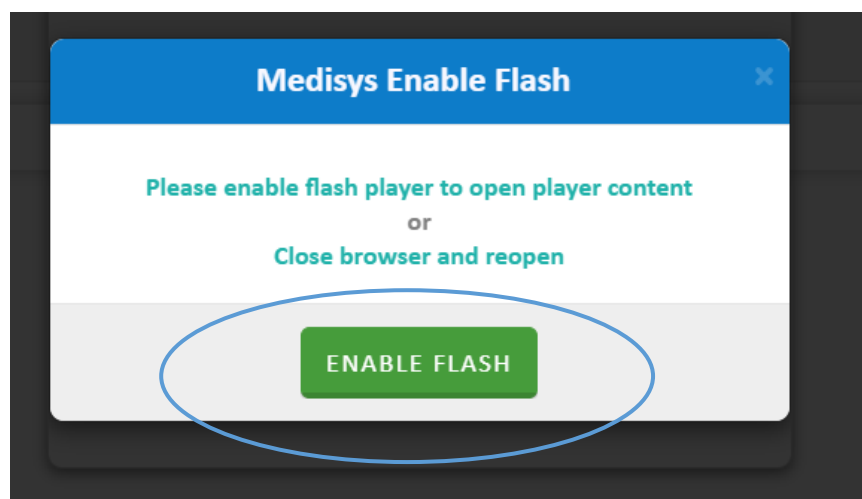 Medisys Enable Flash
×
Please enable flash player to open player content
or
Close browser and reopen
ENABLE FLASH